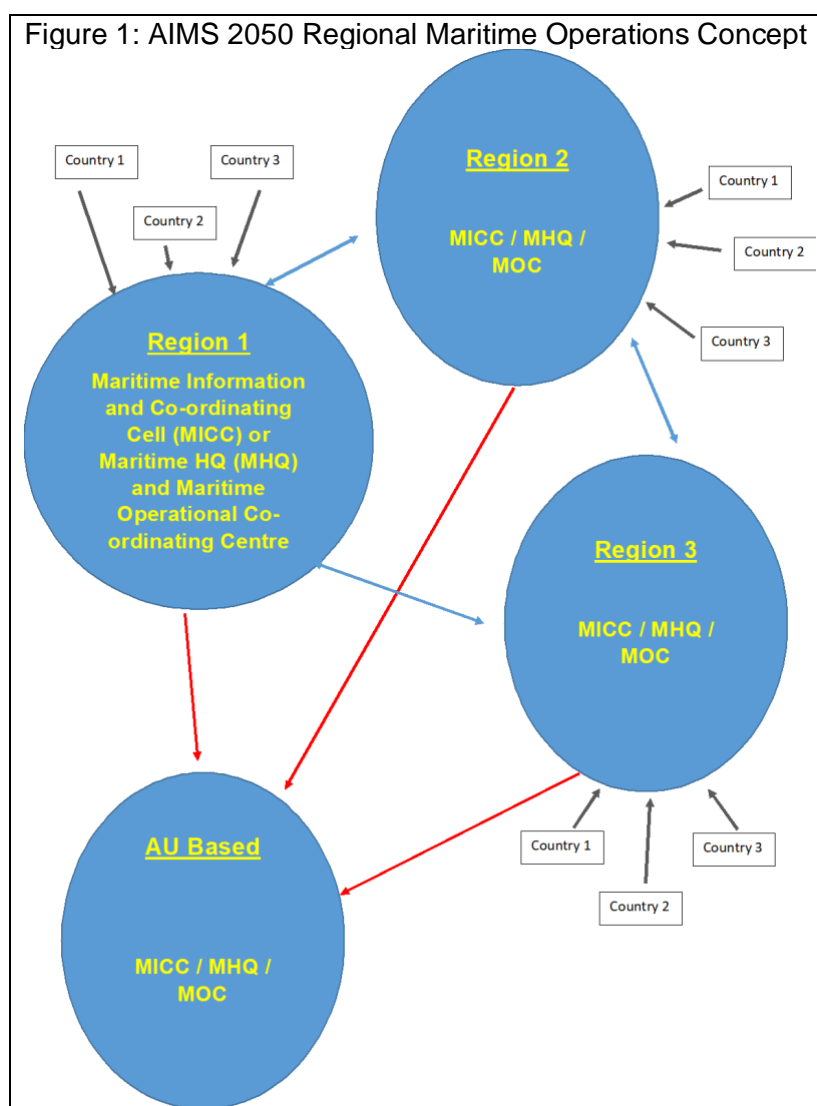 Figure 1: AIMS 2050 Regional Maritime Operations Concept
Country 1
Country 3
Country 2
Region 1
Maritime Information
and Co-ordinating
Cell (MICC) or
Maritime HQ (MHQ)
and Maritime
Operational Co-
ordinating Centre
Region 2
MICC / MHQ /
MOC
Country 1
Country 2
Country 3
Region 3
MICC / MHQ /
MOC
Country 1
Country 3
Country 2
AU Based
MICC / MHQ /
MOC